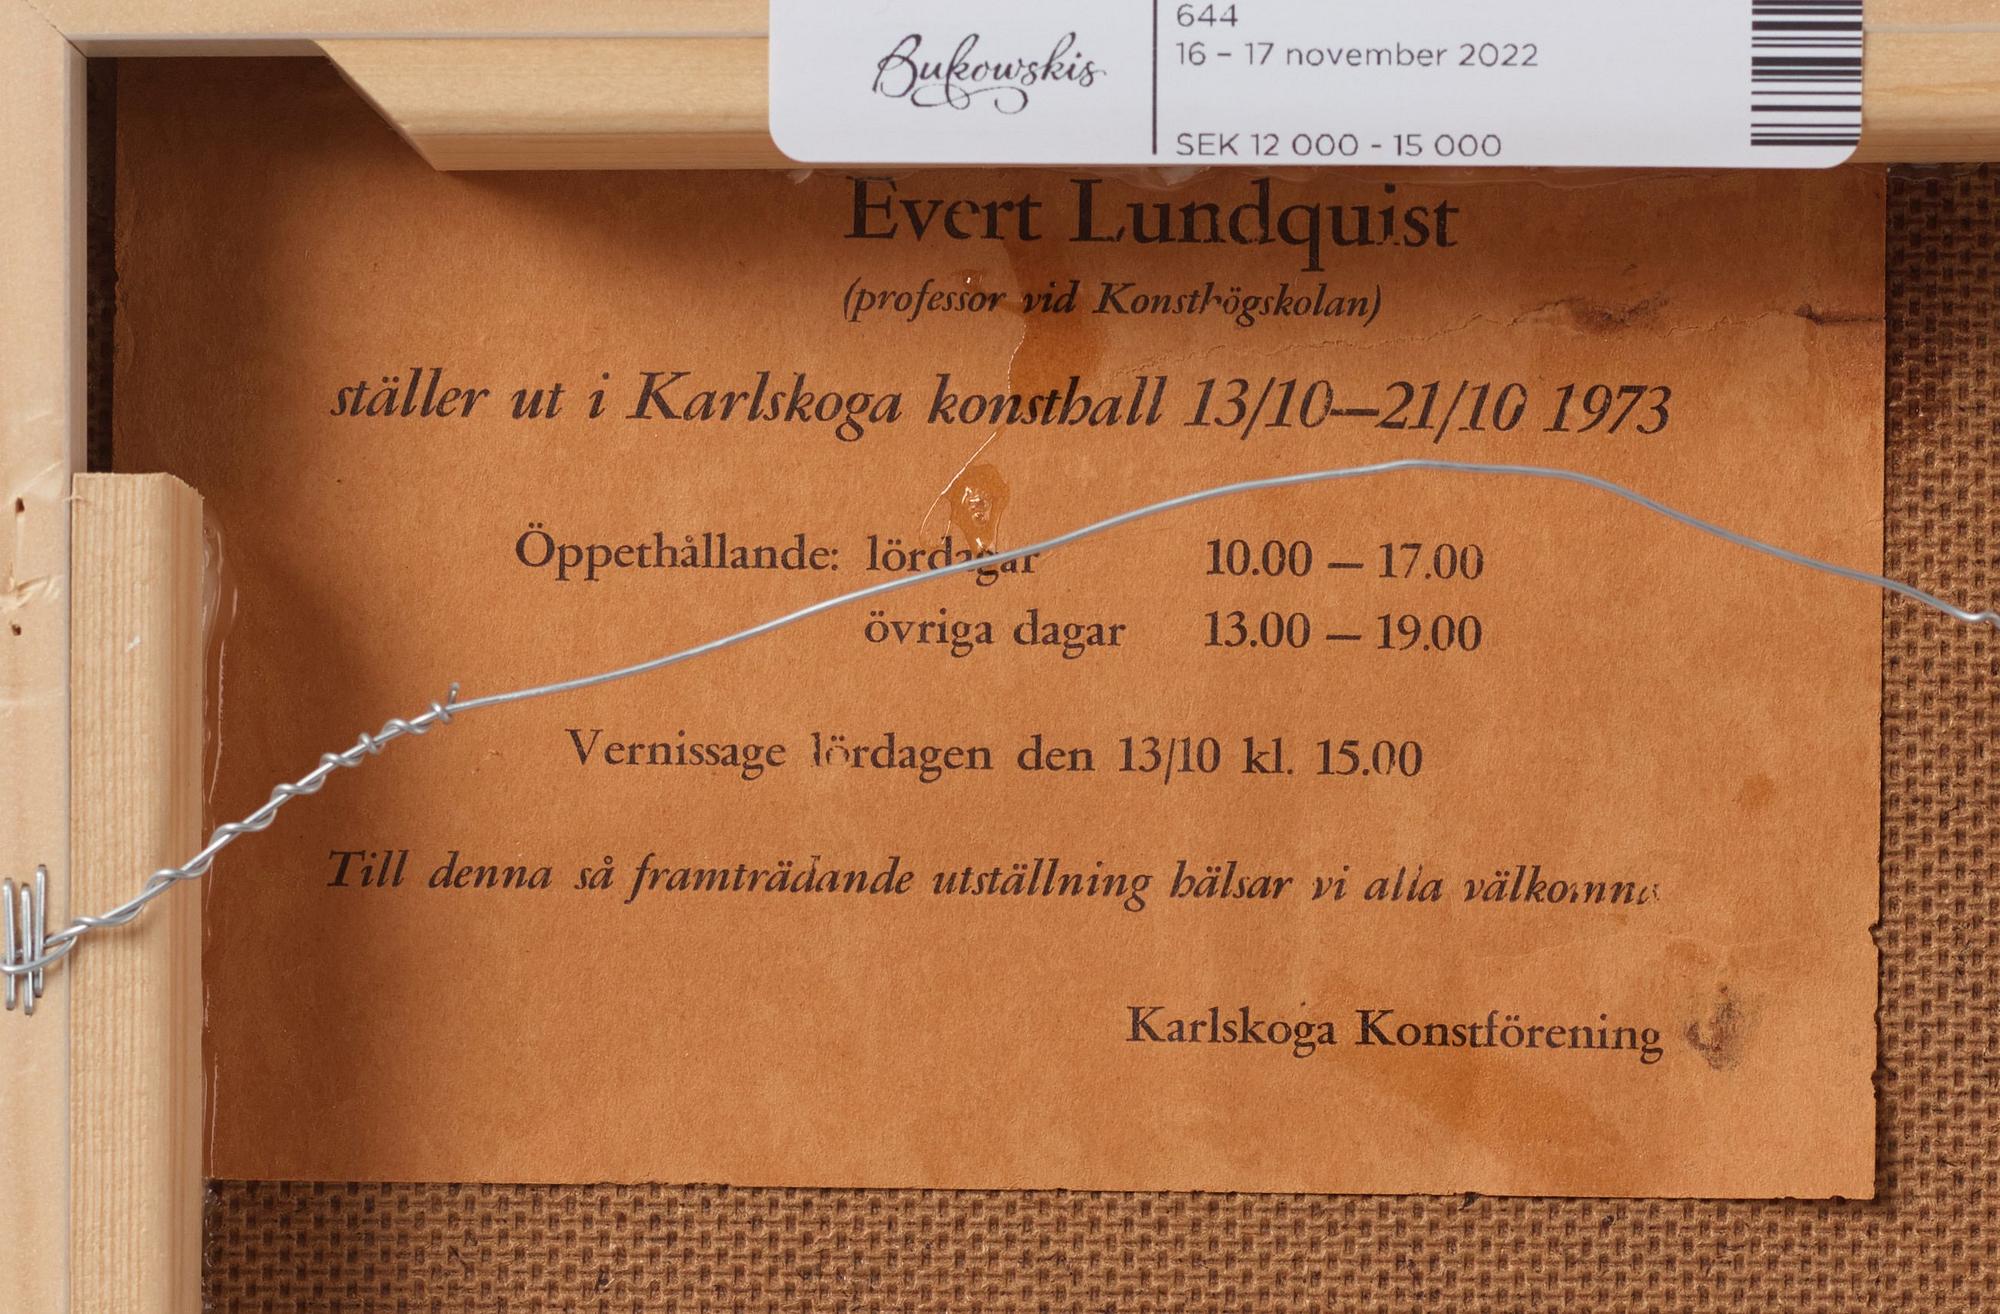 Bukowskis
644
16 – 17 november 2022
SEK 12 000 - 15 000
Evert Lundquist
(professor vid Konsthögskolan)
ställer ut i Karlskoga konsthall 13/10—21/10 1973
Öppethållande: lördagar 10.00 — 17.00
övriga dagar 13.00 — 19.00
Vernissage lördagen den 13/10 kl. 15.00
Till denna så framträdande utställning hälsar vi alla välkomna
Karlskoga Konstförening